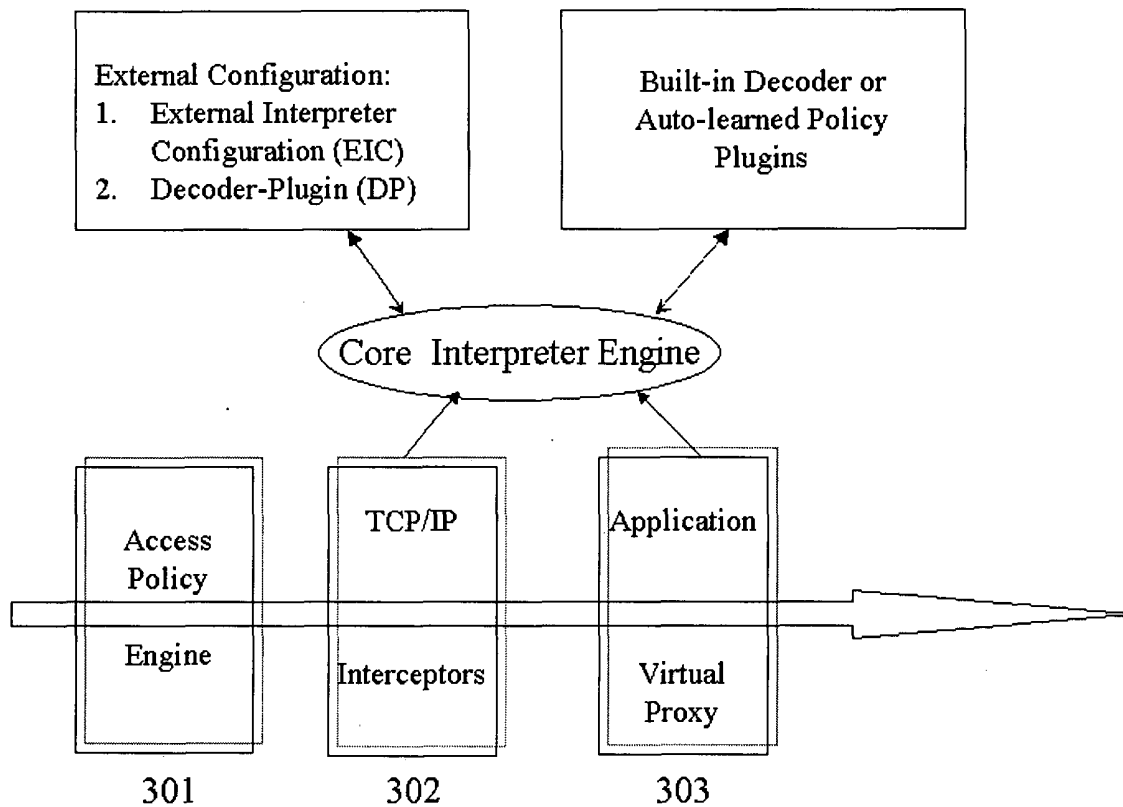 External Configuration:
1. External Interpreter
Configuration (EIC)
2. Decoder-Plugin (DP)
Built-in Decoder or
Auto-learned Policy
Plugins
Core Interpreter Engine
Access
Policy
Engine
TCP/IP
Interceptors
Application
Virtual
Proxy
301
302
303